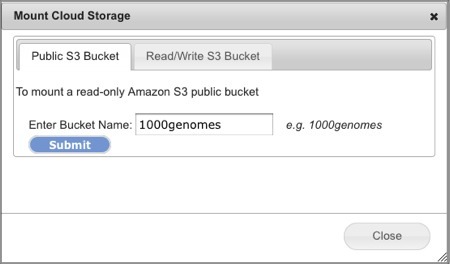 Mount Cloud Storage
Public S3 Bucket Read/Write S3 Bucket
To mount a read-only Amazon S3 public bucket
Enter Bucket Name: 1000genomes e.g. 1000genomes
Submit
Close